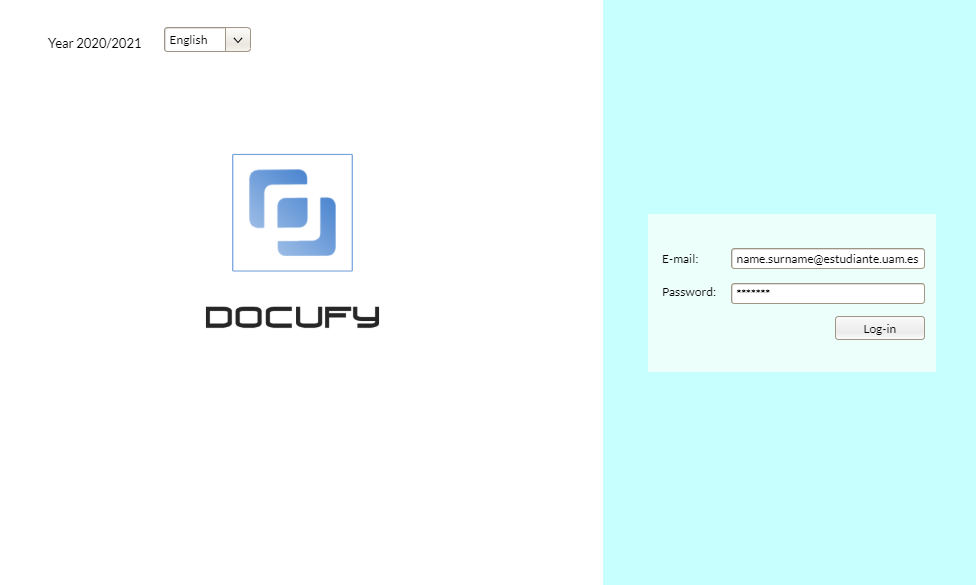 Year 2020/2021 English
DOCUFY
E-mail: name.surname@estudiante.uam.es
Password: *******
Log-in